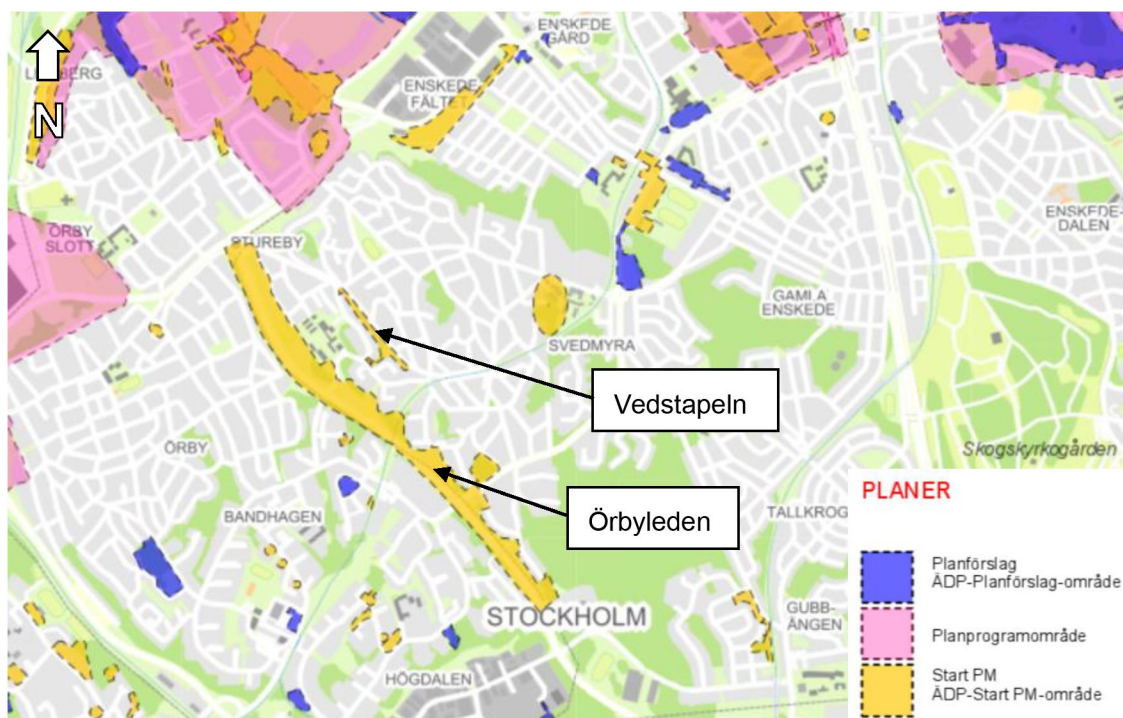 ENSKEDE
GÅRD
N
ENSKEDE
FÄLTET
ÖRBY
SLOTT
STUREBY
ENSKEDE-
DALEN
GAMLA
ENSKEDE
SVEDMYRA
Vedstapeln
ÖRBY
Skogskyrkogården
PLANER
Örbyleden
BANDHAGEN
TALLKROG
Planförslag
ÄDP-Planförslag-område
STOCKHOLM
GUBB-
ÄNGEN
Planprogramområde
HÖGDALEN
Start PM
ÄDP-Start PM-område